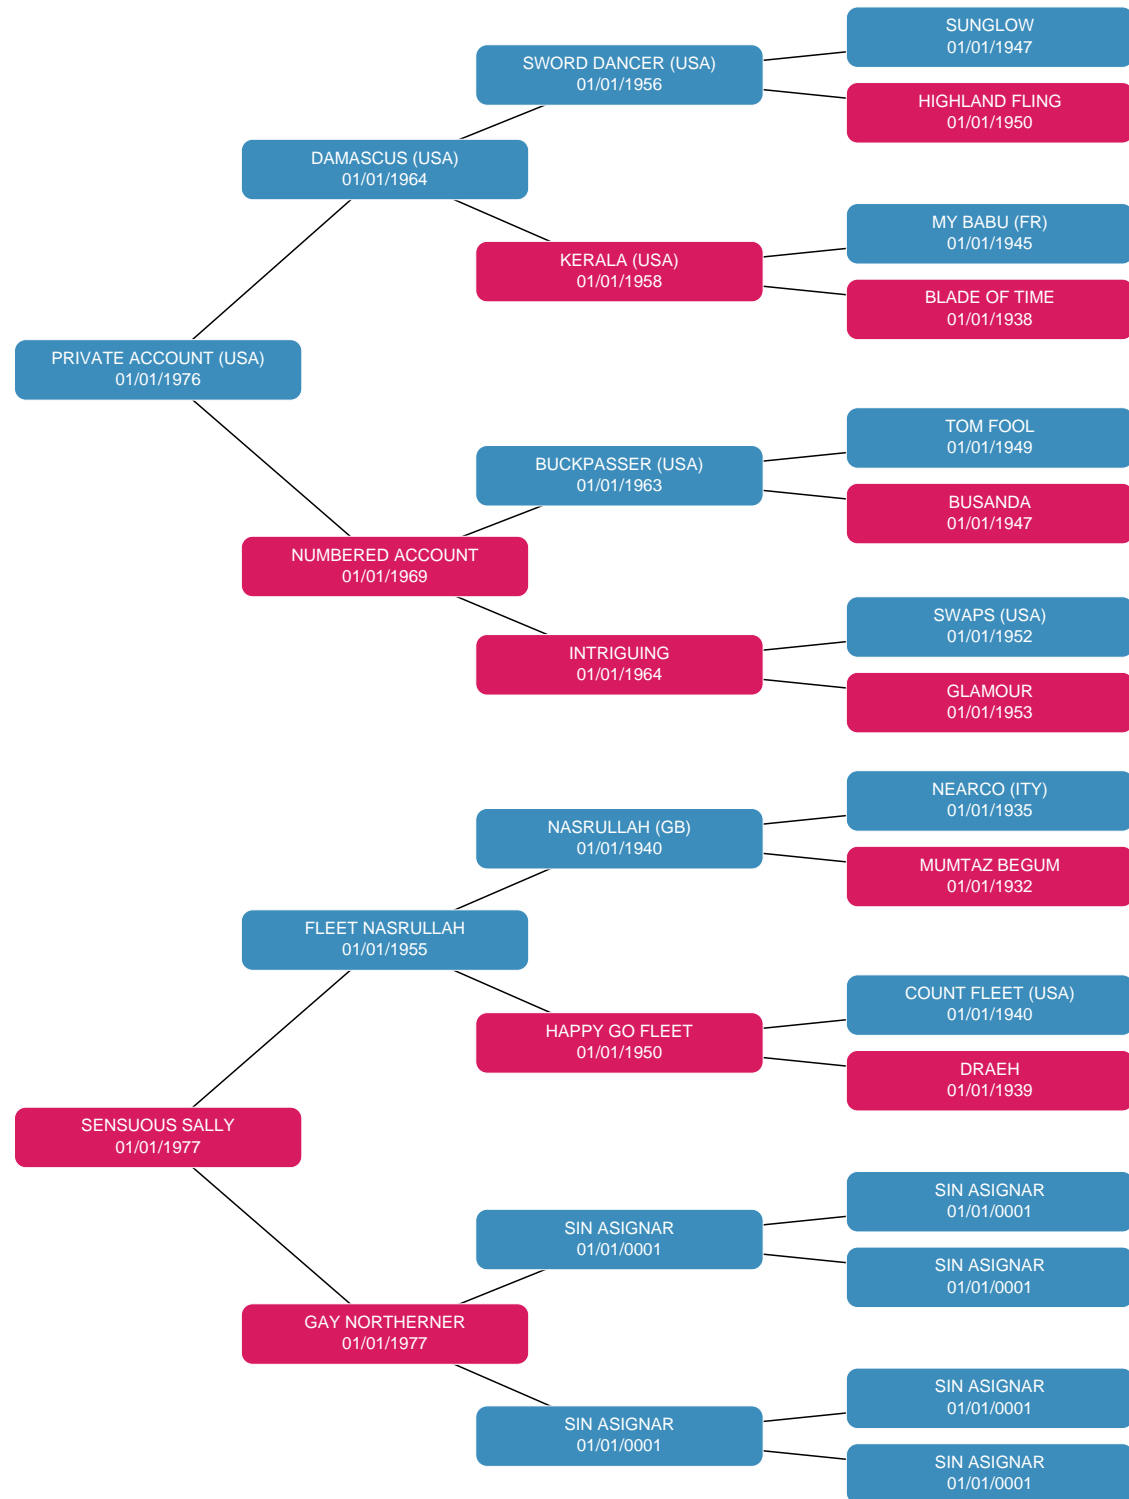 SUNGLOW
01/01/1947
SWORD DANCER (USA)
01/01/1956
HIGHLAND FLING
01/01/1950
DAMASCUS (USA)
01/01/1964
MY BABU (FR)
01/01/1945
KERALA (USA)
01/01/1958
BLADE OF TIME
01/01/1938
PRIVATE ACCOUNT (USA)
01/01/1976
TOM FOOL
01/01/1949
BUCKPASSER (USA)
01/01/1963
BUSANDA
01/01/1947
NUMBERED ACCOUNT
01/01/1969
SWAPS (USA)
01/01/1952
INTRIGUING
01/01/1964
GLAMOUR
01/01/1953
NEARCO (ITY)
01/01/1935
NASRULLAH (GB)
01/01/1940
MUMTAZ BEGUM
01/01/1932
FLEET NASRULLAH
01/01/1955
COUNT FLEET (USA)
01/01/1940
HAPPY GO FLEET
01/01/1950
DRAEH
01/01/1939
SENSUOUS SALLY
01/01/1977
SIN ASIGNAR
01/01/0001
SIN ASIGNAR
01/01/0001
SIN ASIGNAR
01/01/0001
GAY NORTHERNER
01/01/1977
SIN ASIGNAR
01/01/0001
SIN ASIGNAR
01/01/0001
SIN ASIGNAR
01/01/0001